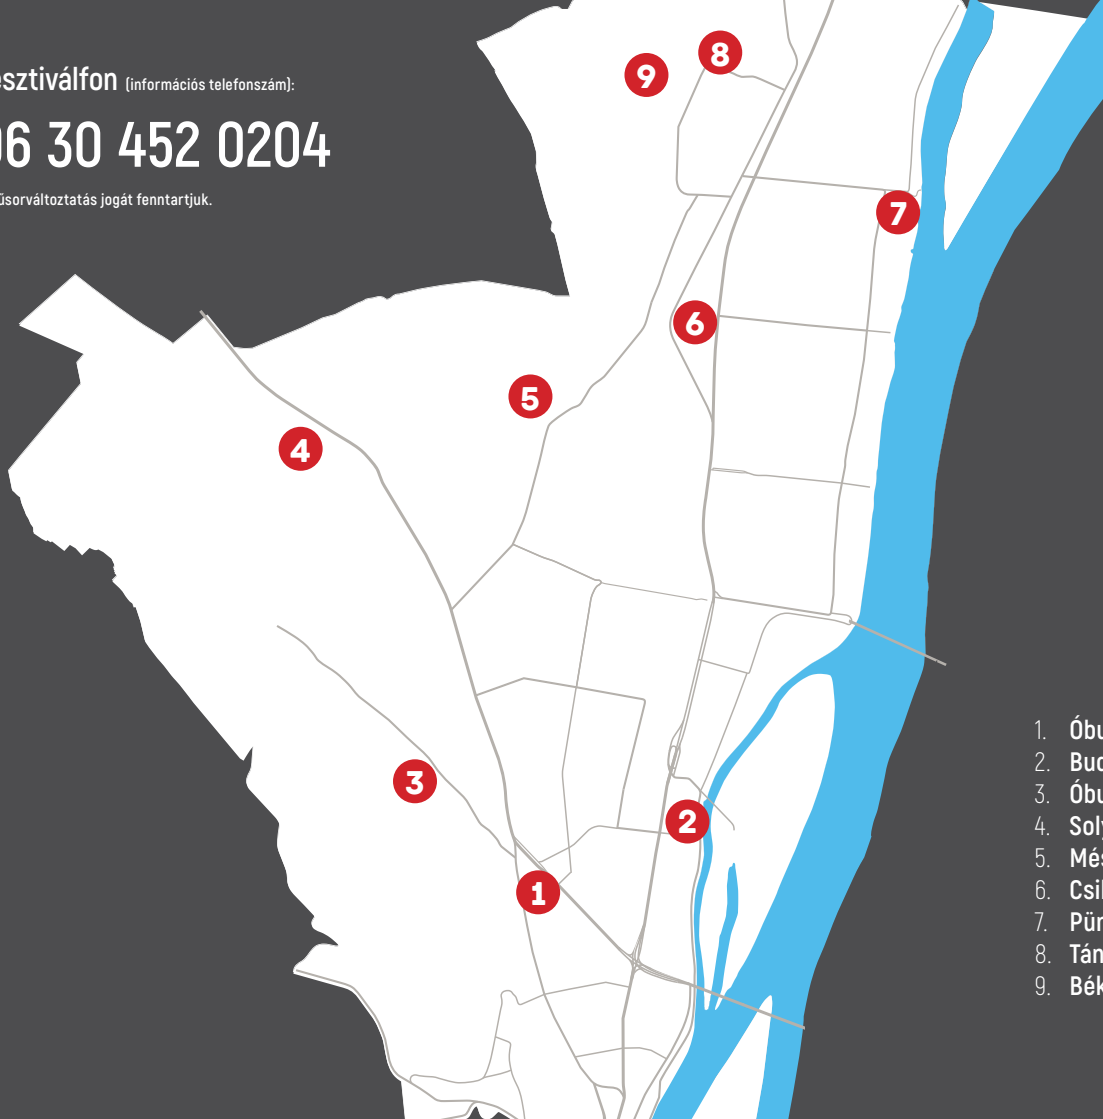 esztiválfon (információs telefonszám):
06 30 452 0204
űsorváltoztatás jogát fenntartjuk.
8
9
7
6
5
4
3
2
1
1. Óbu
2. Bud
3. Óbu
4. Soly
5. Més
6. Csil
7. Pün
8. Tán
9. Bék